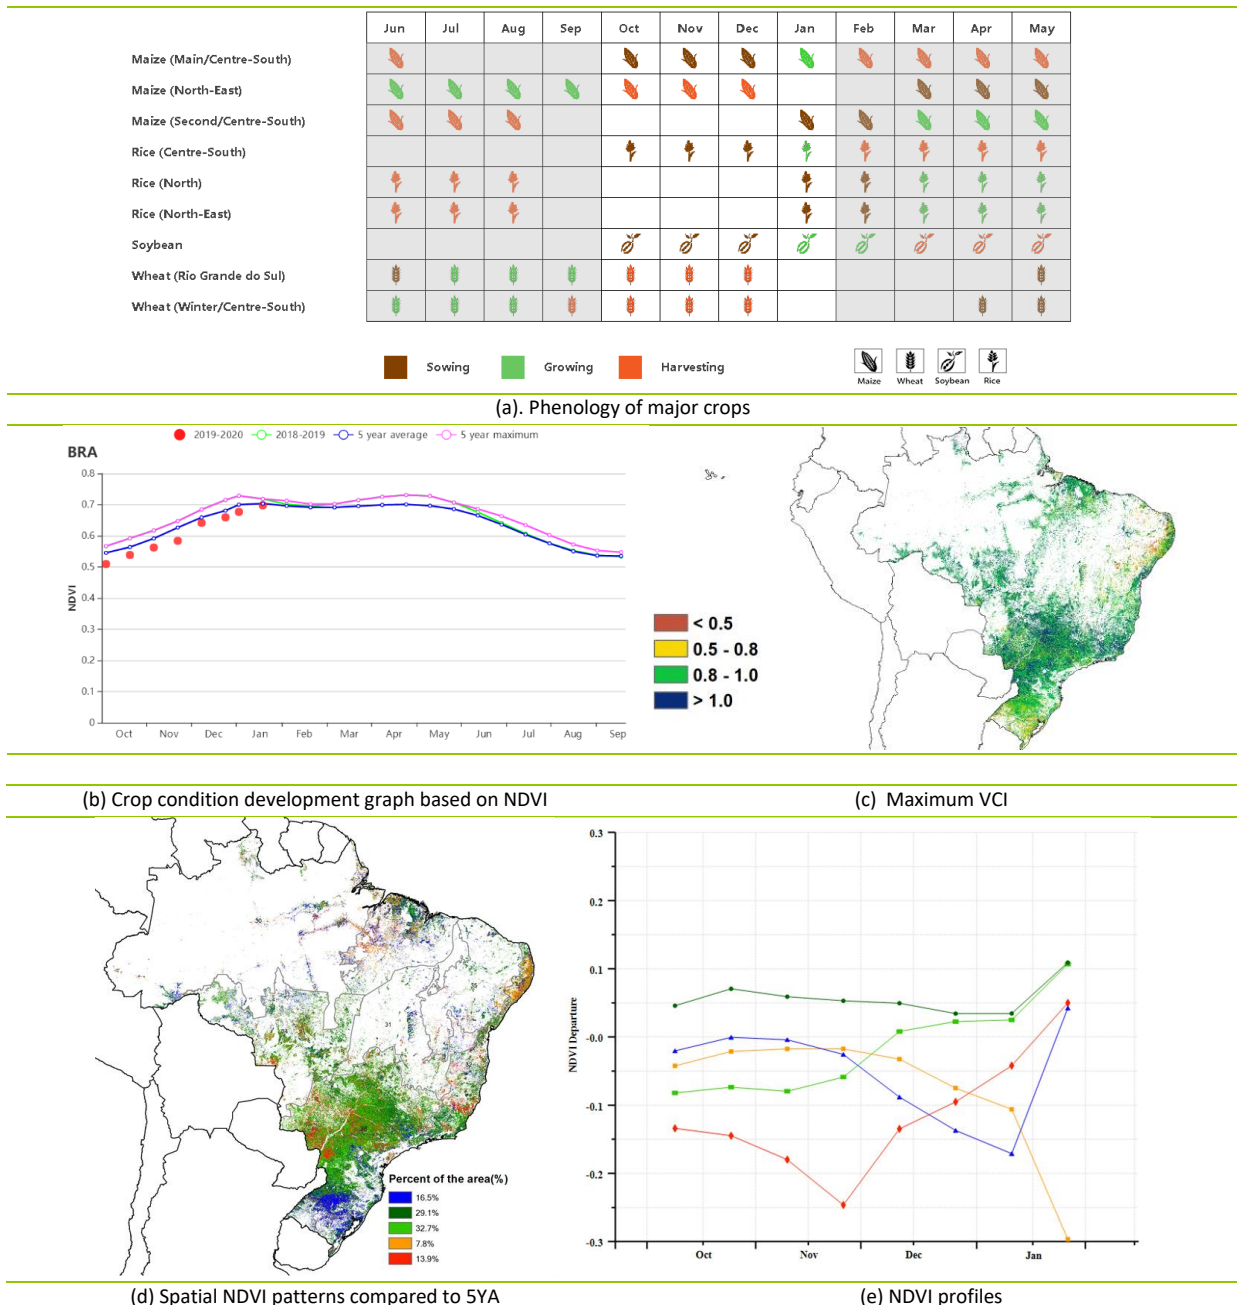 Jun Jul Aug Sep Oct Nov Dec Jan Feb Mar Apr May
Maize (Main/Centre-South)
Maize (North-East)
Maize (Second/Centre-South)
Rice (Centre-South)
Rice (North)
Rice (North-East)
Soybean
Wheat (Rio Grande do Sul)
Wheat (Winter/Centre-South)
Sowing Growing Harvesting
Maize Wheat Soybean Rice
(a). Phenology of major crops
2019-2020 2018-2019 5 year average 5 year maximum
BRA
0.8
0.7
0.6
0.5
0.4
0.3
0.2
0.1
0
NDVI
Oct Nov Dec Jan Feb Mar Apr May Jun Jul Aug Sep
< 0.5
0.5 - 0.8
0.8 - 1.0
> 1.0
(b) Crop condition development graph based on NDVI
(c) Maximum VCI
31
Percent of the area(%)
16.5%
29.1%
32.7%
7.8%
13.9%
0.3
0.2
0.1
-0.0
-0.1
-0.2
-0.3
NDVI Departure
Oct Nov Dec Jan
(d) Spatial NDVI patterns compared to 5YA
(e) NDVI profiles